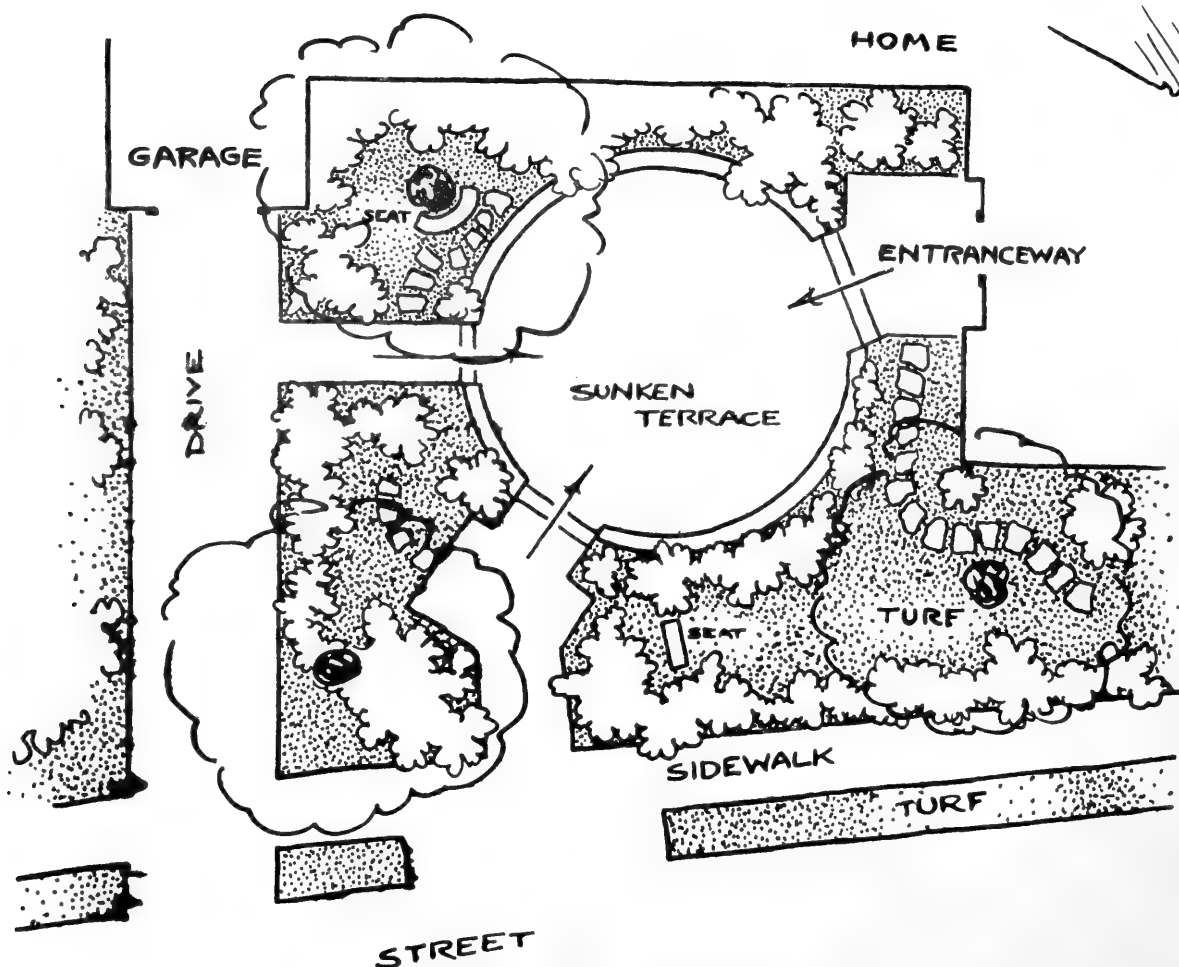 HOME
GARAGE
SEAT
ENTRANCEWAY
DRIVE
SUNKEN
TERRACE
TURF
SEAT
SIDEWALK
TURF
STREET